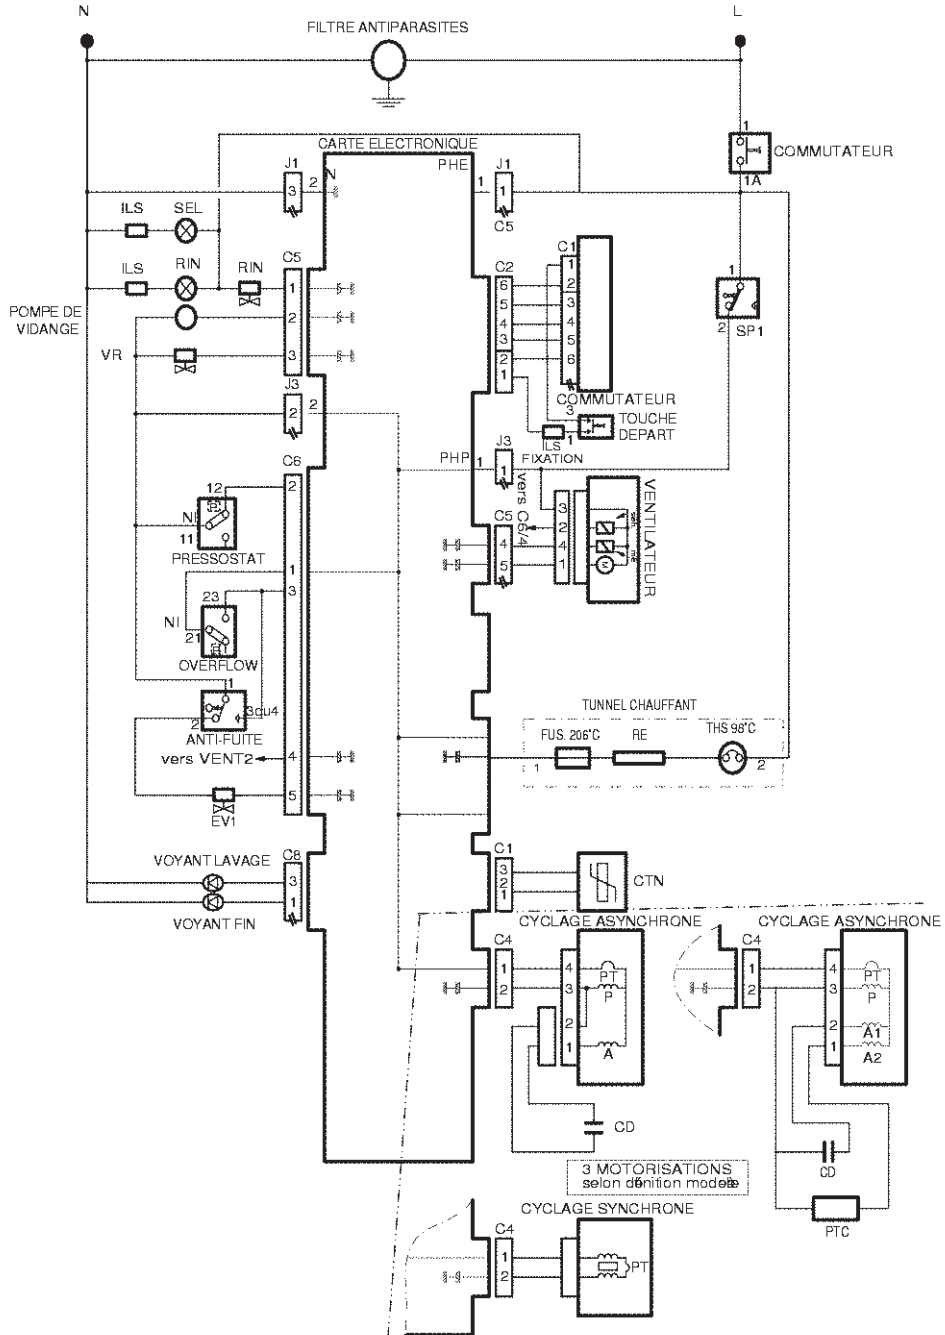 N
L
FILTRE ANTIPARASITES
1
COMMUTATEUR
1A
CARTE ELECTRONIQUE
PHE
J1
3
2
N
1
J1
1
C5
ILS
SEL
ILS
RIN
RIN
C5
1
2
3
POMPE DE
VIDANGE
VR
J3
2
2
C2
6
5
4
3
2
1
C1
1
2
3
4
5
6
COMMUTATEUR
3
1
TOUCHE
DEPART
ILS
FIXATION
1
2
SP1
PHP
1
J3
1
vers C6/4
C5
4
5
3
2
4
1
M
VENTILATEUR
C6
2
1
3
4
5
12
NI
11
PRESSOSTAT
23
NI
21
OVERFLOW
1
2
3ou4
ANTI-FUITE
vers VENT2
EV1
TUNNEL CHAUFFANT
FUS. 206°C
RE
THS 98°C
1
2
VOYANT LAVAGE
VOYANT FIN
C8
3
1
C1
3
2
1
CTN
CYCLAGE ASYNCHRONE
C4
1
2
4
3
2
1
PT
P
A
CD
CYCLAGE ASYNCHRONE
C4
1
2
4
3
2
1
PT
P
A1
A2
CD
PTC
3 MOTORISATIONS
selon dénition modele
CYCLAGE SYNCHRONE
C4
1
2
PT